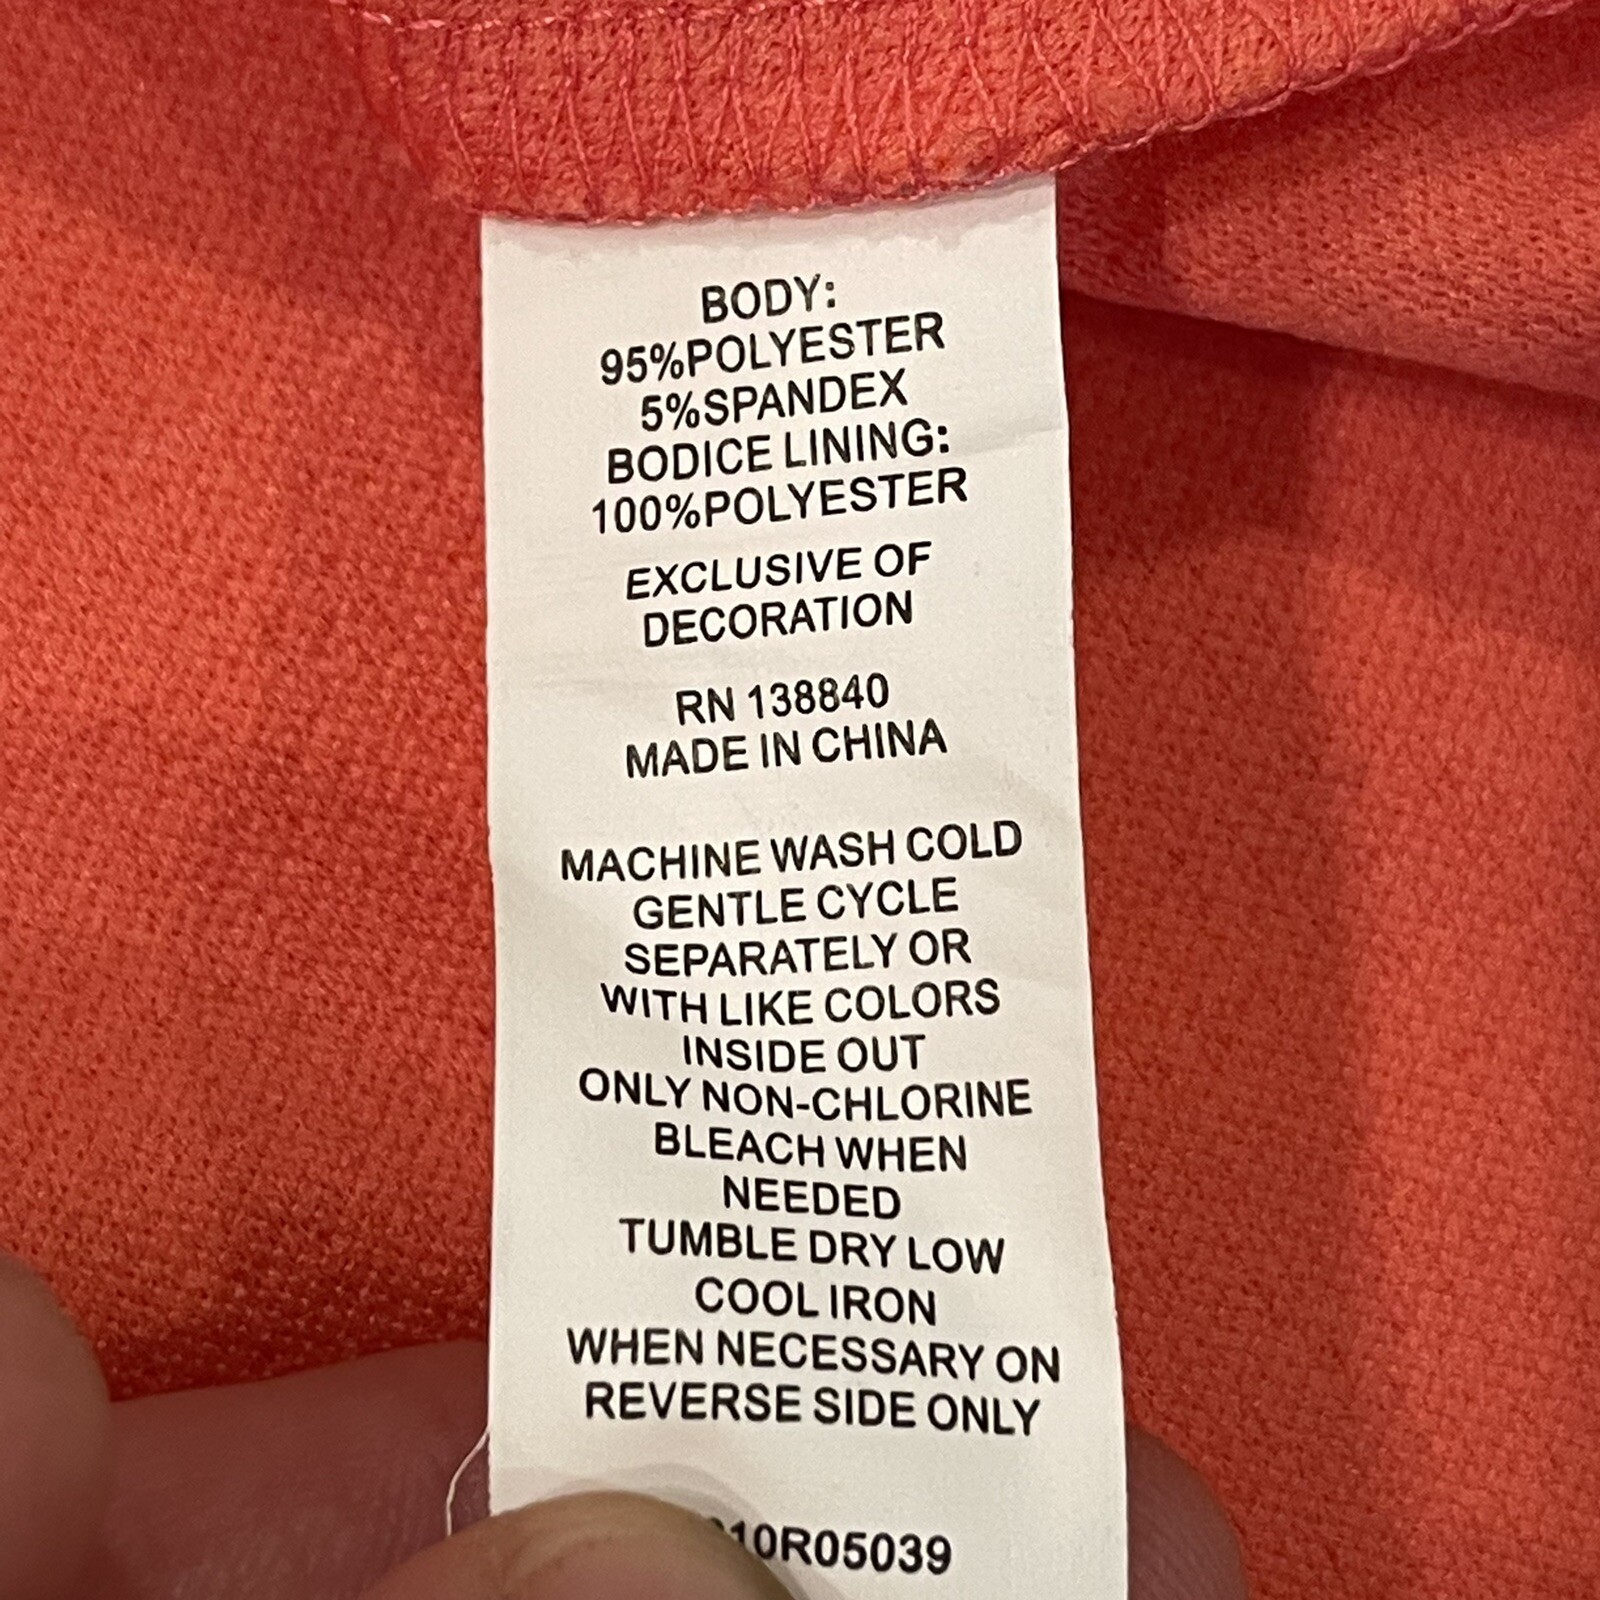 BODY:
95%POLYESTER
5%SPANDEX
BODICE LINING:
100%POLYESTER
EXCLUSIVE OF
DECORATION
RN 138840
MADE IN CHINA
MACHINE WASH COLD
GENTLE CYCLE
SEPARATELY OR
WITH LIKE COLORS
INSIDE OUT
ONLY NON-CHLORINE
BLEACH WHEN
NEEDED
TUMBLE DRY LOW
COOL IRON
WHEN NECESSARY ON
REVERSE SIDE ONLY